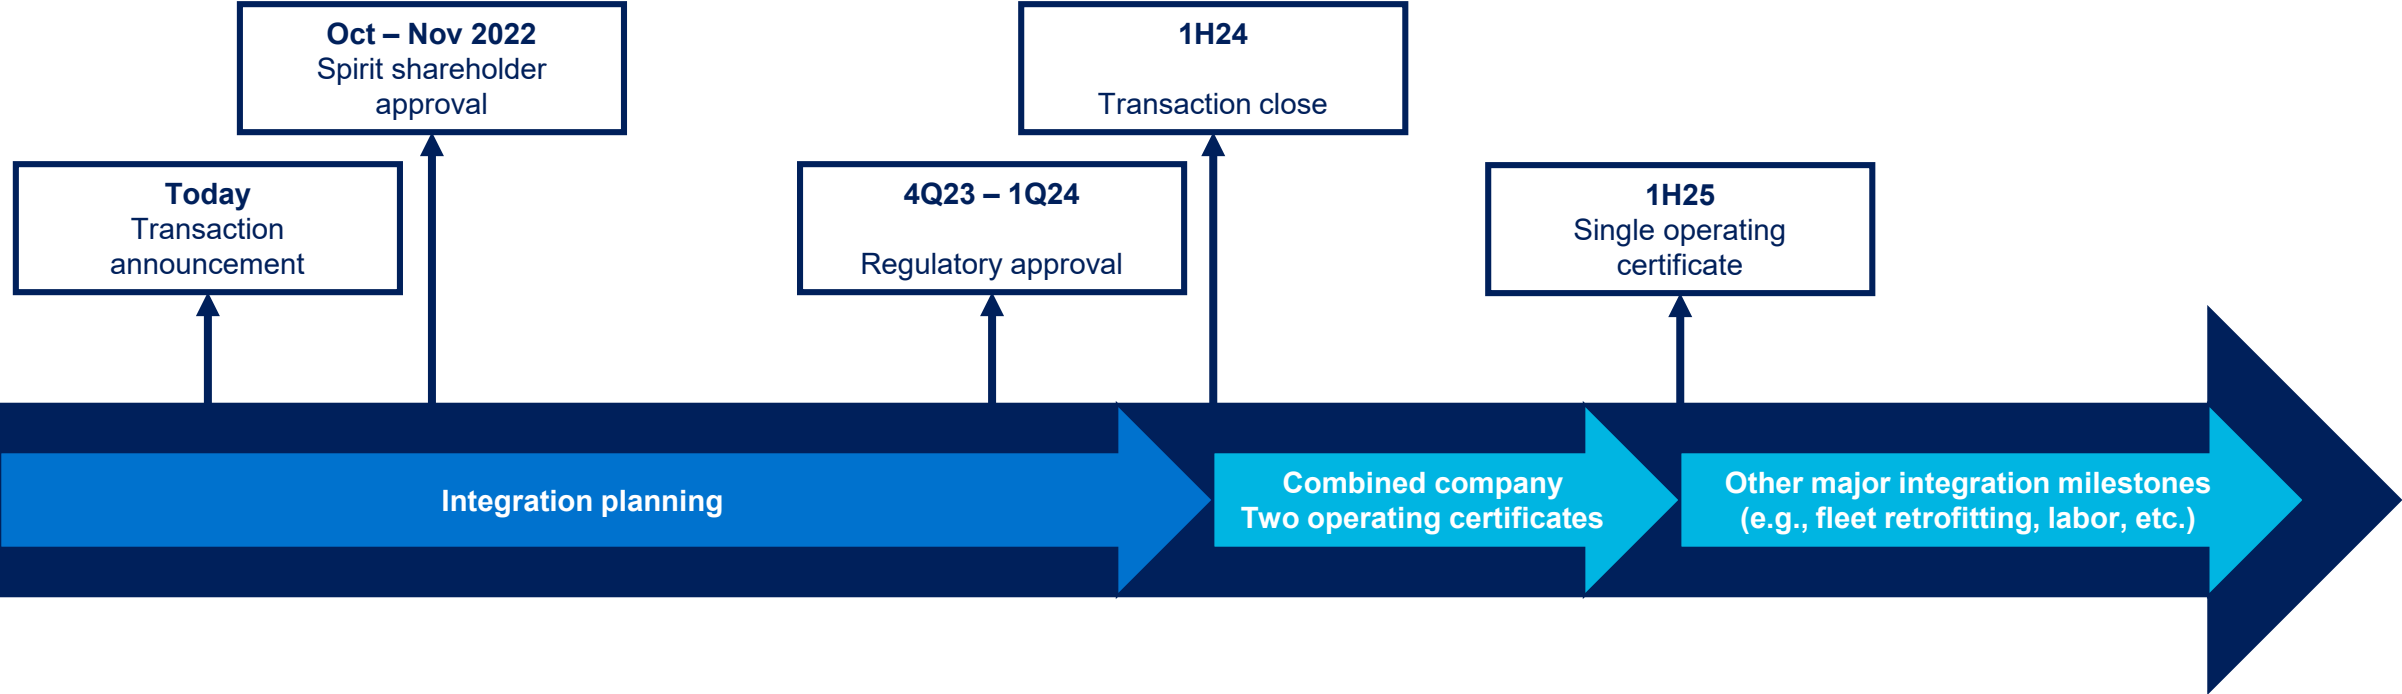 Oct – Nov 2022
Spirit shareholder
approval
1H24
Transaction close
Today
Transaction
announcement
4Q23 – 1Q24
Regulatory approval
1H25
Single operating
certificate
Integration planning
Combined company
Two operating certificates
Other major integration milestones
(e.g., fleet retrofitting, labor, etc.)